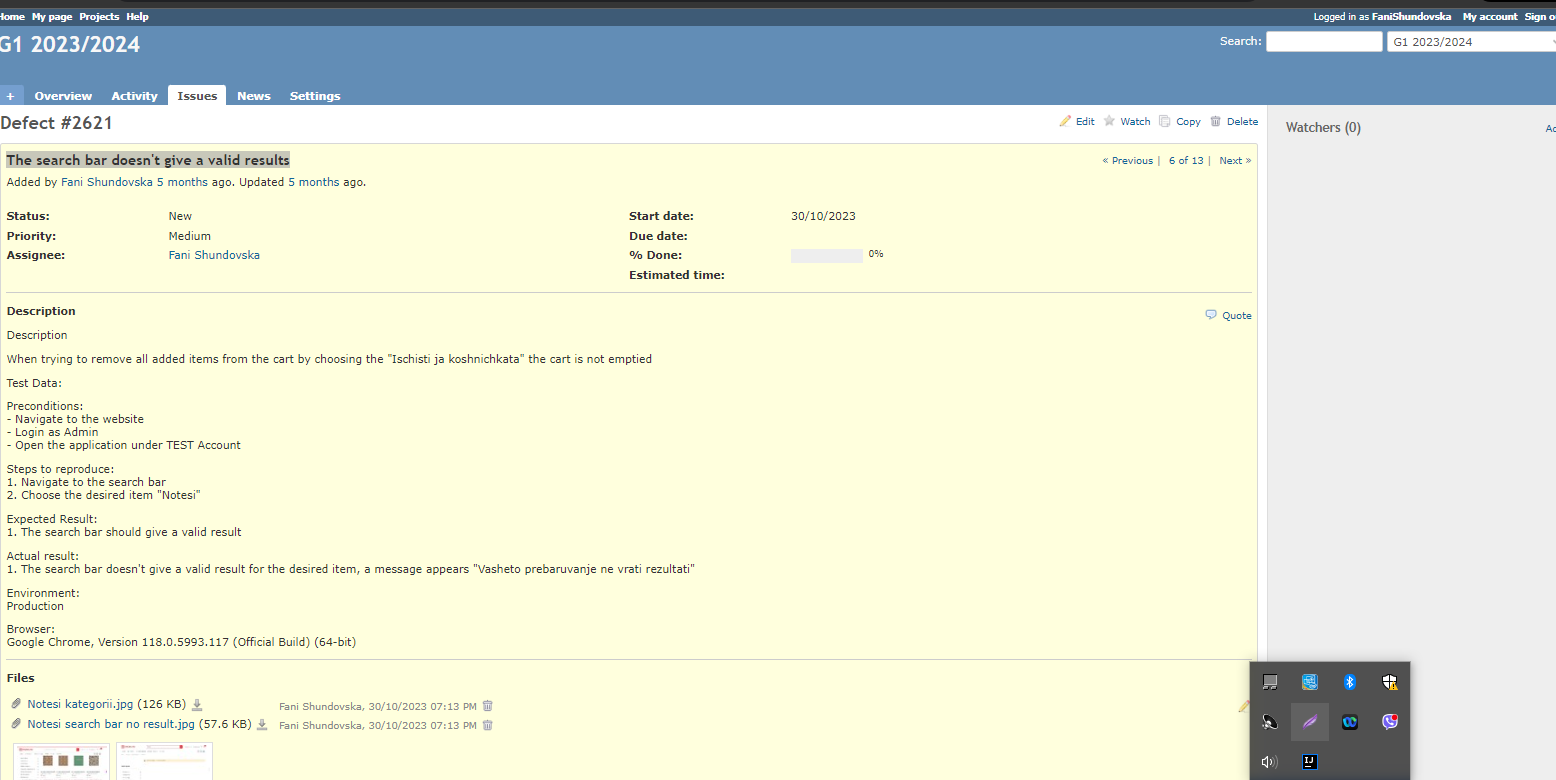 Home My page Projects Help
Logged in as FaniShundovska My account Sign o
G1 2023/2024
Search:
G1 2023/2024
+ Overview Activity Issues News Settings
Defect #2621
Edit Watch Copy Delete
Watchers (0)
The search bar doesn't give a valid results
« Previous | 6 of 13 | Next »
Added by Fani Shundovska 5 months ago. Updated 5 months ago.
Status: New Start date: 30/10/2023
Priority: Medium Due date:
Assignee: Fani Shundovska % Done: 0%
Estimated time:
Description
Quote
Description
When trying to remove all added items from the cart by choosing the "Ischisti ja koshnichkata" the cart is not emptied
Test Data:
Preconditions:
- Navigate to the website
- Login as Admin
- Open the application under TEST Account
Steps to reproduce:
1. Navigate to the search bar
2. Choose the desired item "Notesi"
Expected Result:
1. The search bar should give a valid result
Actual result:
1. The search bar doesn't give a valid result for the desired item, a message appears "Vasheto prebaruvanje ne vrati rezultati"
Environment:
Production
Browser:
Google Chrome, Version 118.0.5993.117 (Official Build) (64-bit)
Files
Notesi kategorii.jpg (126 KB) Fani Shundovska, 30/10/2023 07:13 PM
Notesi search bar no result.jpg (57.6 KB) Fani Shundovska, 30/10/2023 07:13 PM
IJ